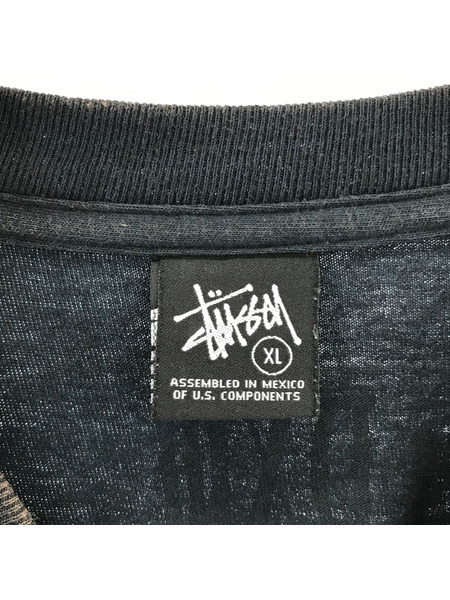 Stüssy
XL
ASSEMBLED IN MEXICO
OF U.S. COMPONENTS